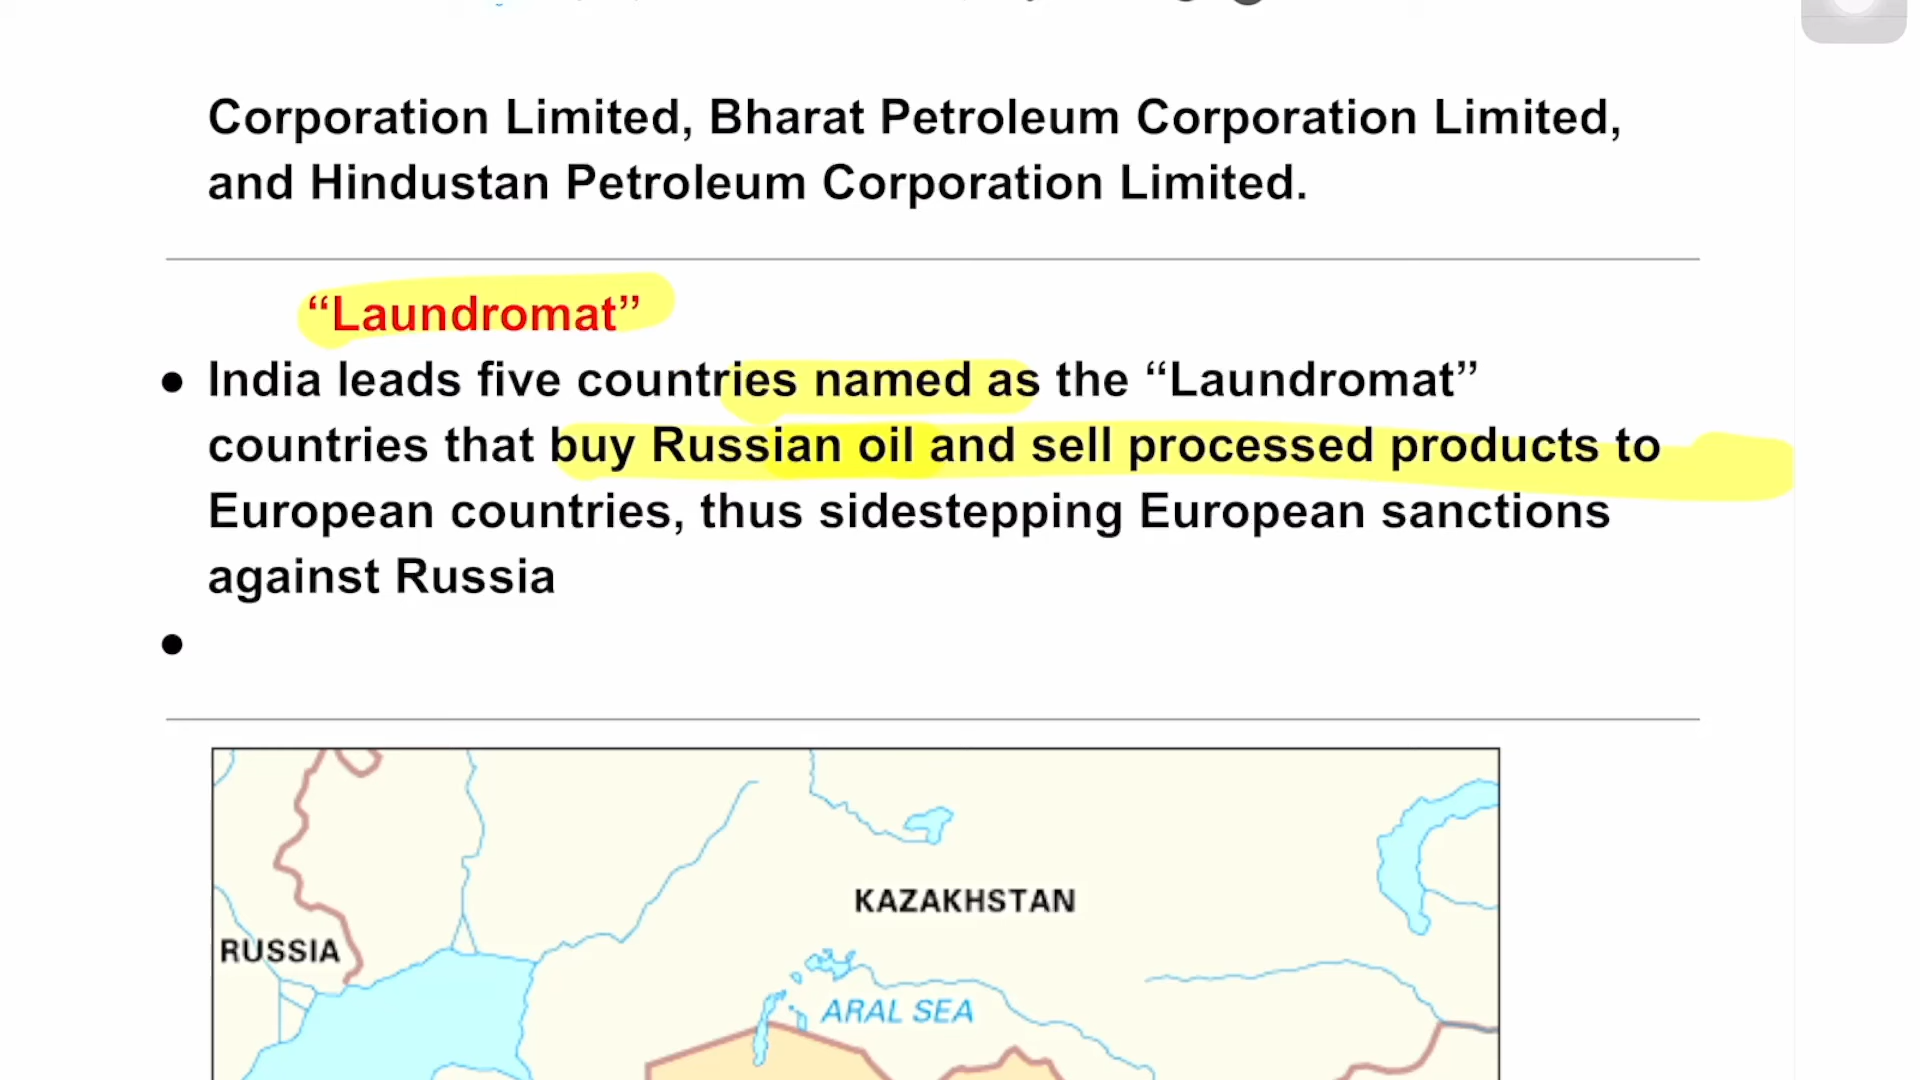 Corporation Limited, Bharat Petroleum Corporation Limited,
and Hindustan Petroleum Corporation Limited.
“Laundromat”
● India leads five countries named as the “Laundromat”
countries that buy Russian oil and sell processed products to
European countries, thus sidestepping European sanctions
against Russia
●
KAZAKHSTAN
RUSSIA
ARAL SEA